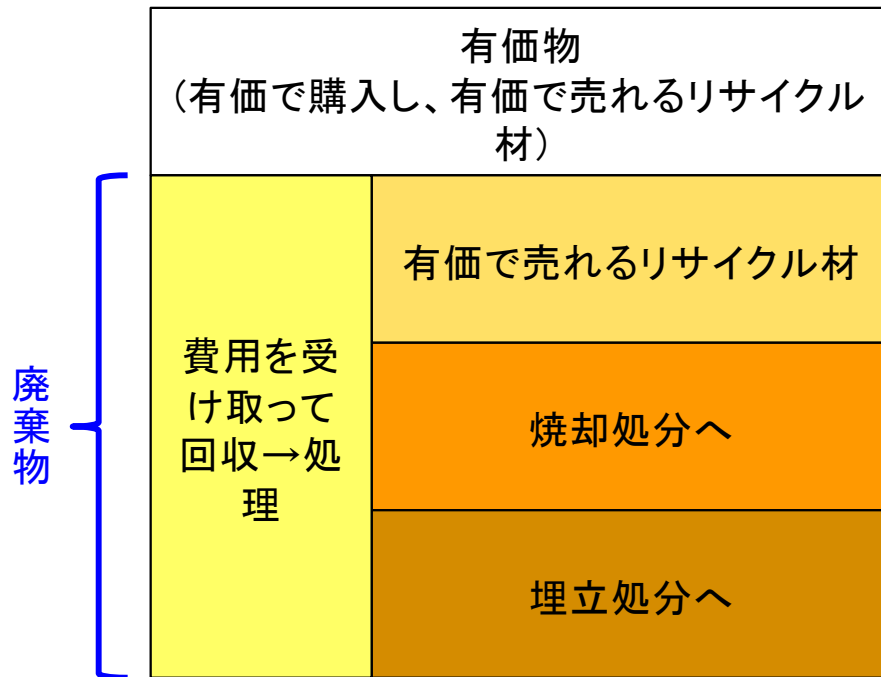 有価物
（有価で購入し、有価で売れるリサイクル
材）
廃棄物
費用を受
け取って
回収→処
理
有価で売れるリサイクル材
焼却処分へ
埋立処分へ